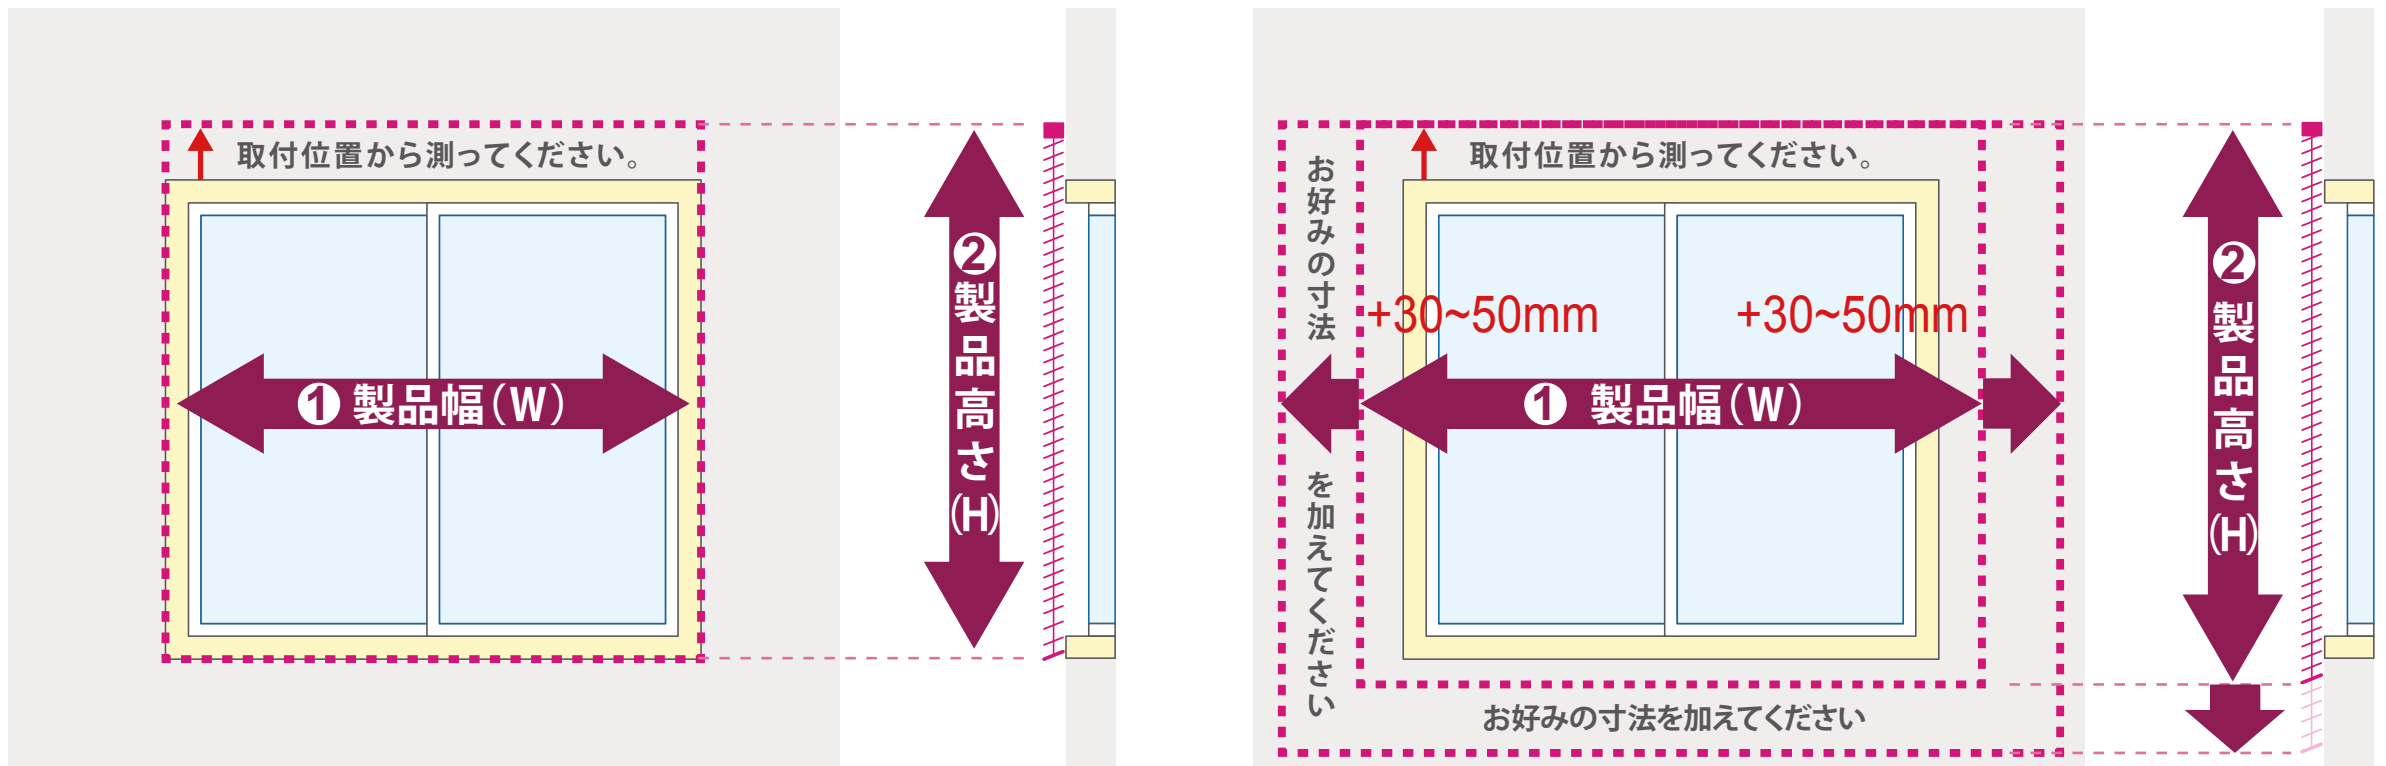 取付位置から測ってください。
❶ 製品幅（W）
❷製品高さ(H)
取付位置から測ってください。
お好みの寸法
を加えてください
+30~50mm
+30~50mm
❶ 製品幅（W）
お好みの寸法を加えてください
❷製品高さ(H)